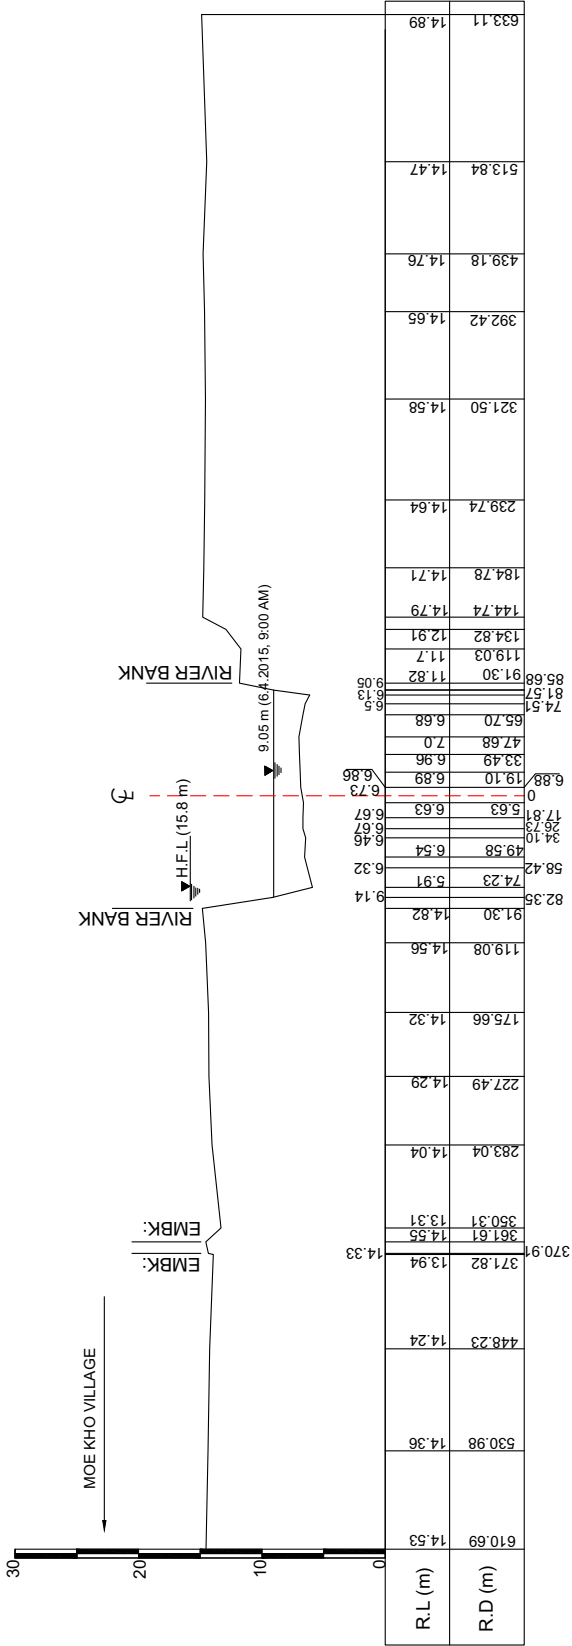 30
20
10
0
MOE KHO VILLAGE
EMBK:
EMBK:
RIVER BANK
H.F.L (15.8 m)
℄
9.05 m (6.4.2015, 9:00 AM)
RIVER BANK
R.L (m) 14.53 14.36 14.24 13.94 14.33 14.55 13.31 14.04 14.29 14.32 14.56 14.82 9.14 5.91 6.32 6.54 6.46 6.67 6.67 6.63 6.73 6.86 6.89 6.96 7.0 6.68 6.5 6.13 9.05 11.82 11.7 12.91 14.79 14.71 14.64 14.58 14.65 14.76 14.47 14.89
R.D (m) 610.69 530.98 448.23 371.82 370.91 361.61 350.31 283.04 227.49 175.66 119.08 91.30 82.35 74.23 58.42 49.58 34.10 26.73 17.81 5.63 0 6.88 19.10 33.49 47.68 65.70 74.51 81.57 85.68 91.30 119.03 134.82 144.74 184.78 239.74 321.50 392.42 439.18 513.84 633.11